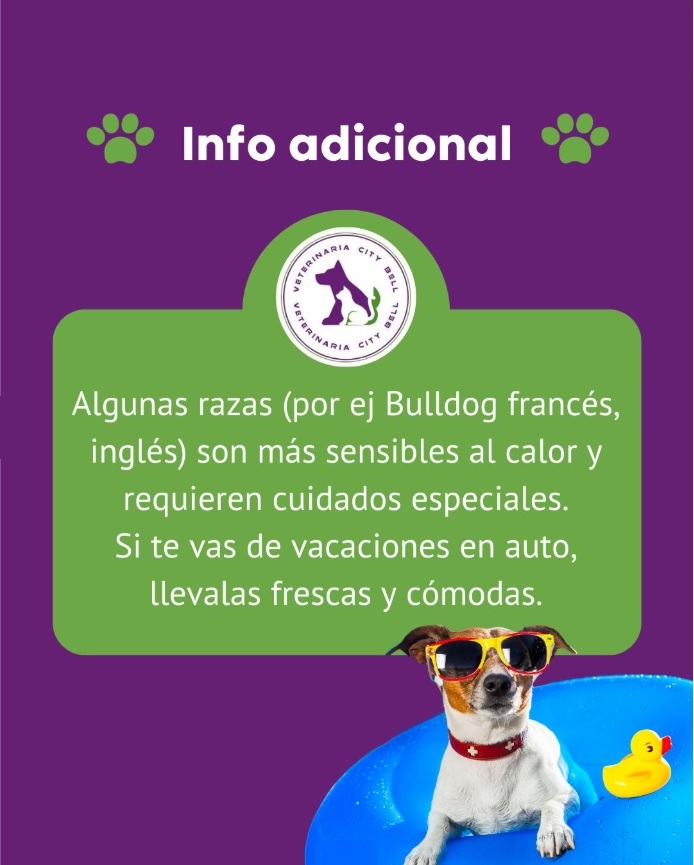 Info adicional
VETERINARIA CITY BELL
VETERINARIA CITY BELL
Algunas razas (por ej Bulldog francés,
inglés) son más sensibles al calor y
requieren cuidados especiales.
Si te vas de vacaciones en auto,
llevalas frescas y cómodas.